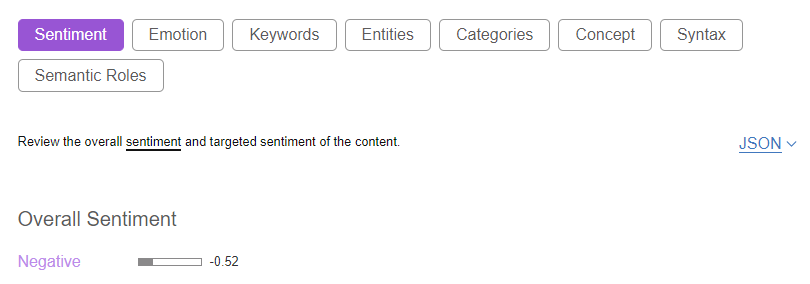 Sentiment Emotion Keywords Entities Categories Concept Syntax
Semantic Roles
Review the overall sentiment and targeted sentiment of the content. JSON
Overall Sentiment
Negative -0.52